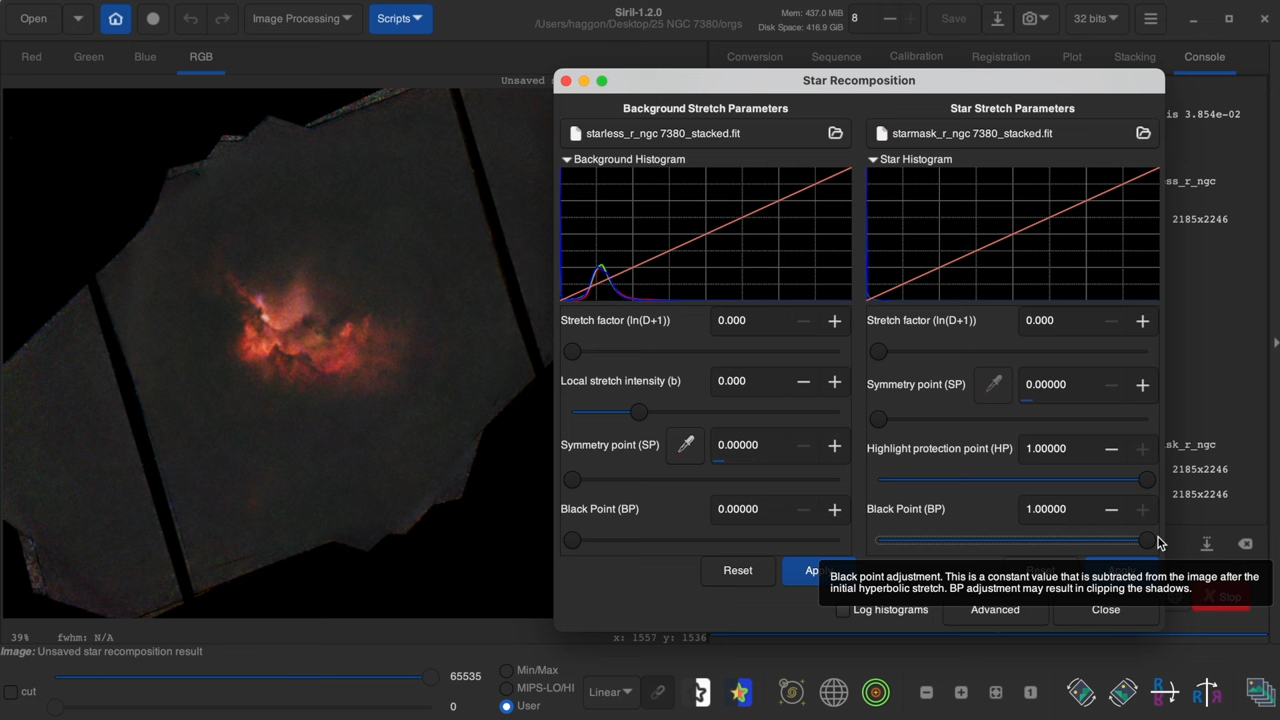 Open
Image Processing
Scripts
Siril-1.2.0
/Users/haggon/Desktop/25 NGC 7380/orgs
Mem: 437.0 MiB
Disk Space: 416.9 GiB
8
Save
32 bits
Red
Green
Blue
RGB
Conversion
Sequence
Calibration
Registration
Plot
Stacking
Console
Unsaved
Star Recomposition
Background Stretch Parameters
Star Stretch Parameters
starless_r_ngc 7380_stacked.fit
starmask_r_ngc 7380_stacked.fit
Background Histogram
Star Histogram
Stretch factor (ln(D+1))
0.000
Stretch factor (ln(D+1))
0.000
Local stretch intensity (b)
0.000
Symmetry point (SP)
0.00000
Symmetry point (SP)
0.00000
Highlight protection point (HP)
1.00000
Black Point (BP)
0.00000
Black Point (BP)
1.00000
Reset
Black point adjustment. This is a constant value that is subtracted from the image after the
initial hyperbolic stretch. BP adjustment may result in clipping the shadows.
Log histograms
Advanced
Close
is 3.854e-02
ss_r_ngc
2185x2246
sk_r_ngc
2185x2246
2185x2246
Stop
39%
fwhm: N/A
x: 1557 y: 1536
Image: Unsaved star recomposition result
cut
65535
0
Min/Max
MIPS-LO/HI
User
Linear
1
R
R
R
R